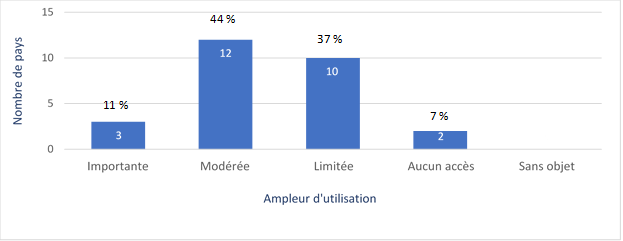 15
44 %
37 %
12
10
10
11 %
7 %
5
3
2
0
Importante
Modérée
Limitée
Aucun accès
Sans objet
Nombre de pays
Ampleur d'utilisation